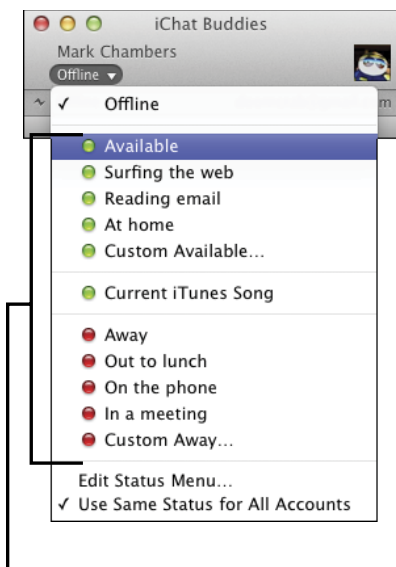 iChat Buddies
Mark Chambers
Offline
✓ Offline
m
Available
Surfing the web
Reading email
At home
Custom Available...
Current iTunes Song
Away
Out to lunch
On the phone
In a meeting
Custom Away...
Edit Status Menu...
✓ Use Same Status for All Accounts